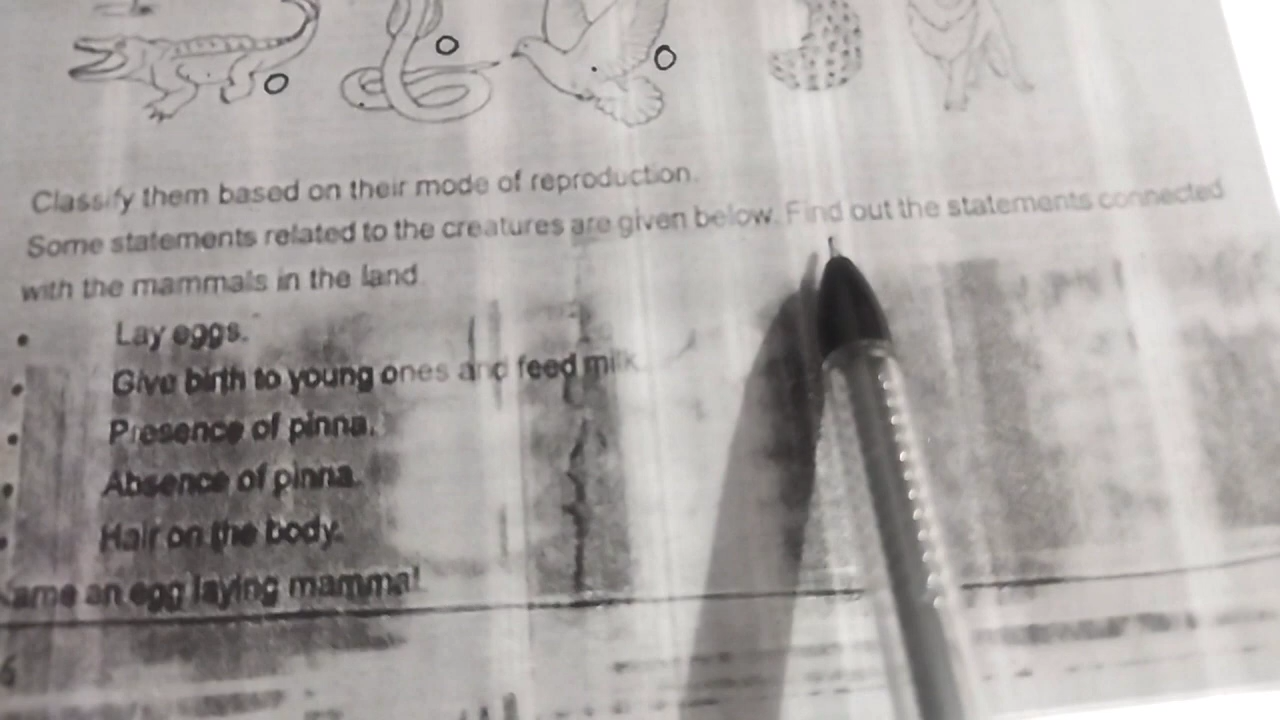 Classify them based on their mode of reproduction.
Some statements related to the creatures are given below. Find out the statements connected
with the mammals in the land.
• Lay eggs.
• Give birth to young ones and feed milk.
• Presence of pinna.
• Absence of pinna.
• Hair on the body.
Name an egg laying mammal.
6